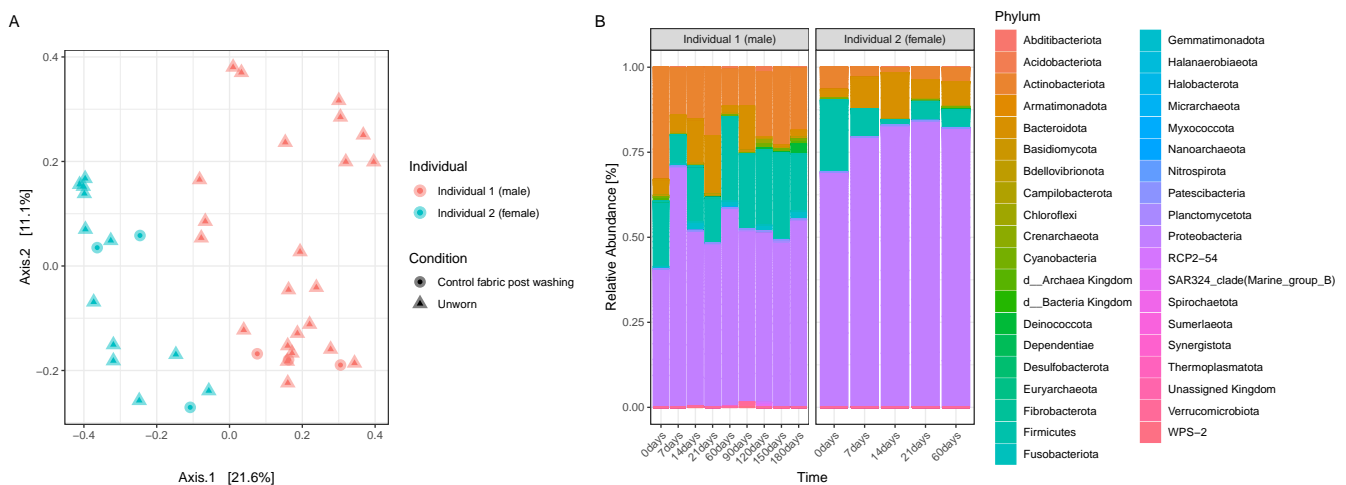 A
Axis.2 [11.1%]
0.4
0.2
0.0
−0.2
−0.4
−0.2
0.0
0.2
0.4
Axis.1 [21.6%]
Individual
Individual 1 (male)
Individual 2 (female)
Condition
Control fabric post washing
Unworn
B
Individual 1 (male)
Individual 2 (female)
Relative Abundance [%]
1.00
0.75
0.50
0.25
0.00
0days
7days
14days
21days
60days
90days
120days
150days
180days
0days
7days
14days
21days
60days
Time
Phylum
Abditibacteriota
Acidobacteriota
Actinobacteriota
Armatimonadota
Bacteroidota
Basidiomycota
Bdellovibrionota
Campilobacterota
Chloroflexi
Crenarchaeota
Cyanobacteria
d__Archaea Kingdom
d__Bacteria Kingdom
Deinococcota
Dependentiae
Desulfobacterota
Euryarchaeota
Fibrobacterota
Firmicutes
Fusobacteriota
Gemmatimonadota
Halanaerobiaeota
Halobacterota
Micrarchaeota
Myxococcota
Nanoarchaeota
Nitrospirota
Patescibacteria
Planctomycetota
Proteobacteria
RCP2−54
SAR324_clade(Marine_group_B)
Spirochaetota
Sumerlaeota
Synergistota
Thermoplasmatota
Unassigned Kingdom
Verrucomicrobiota
WPS−2